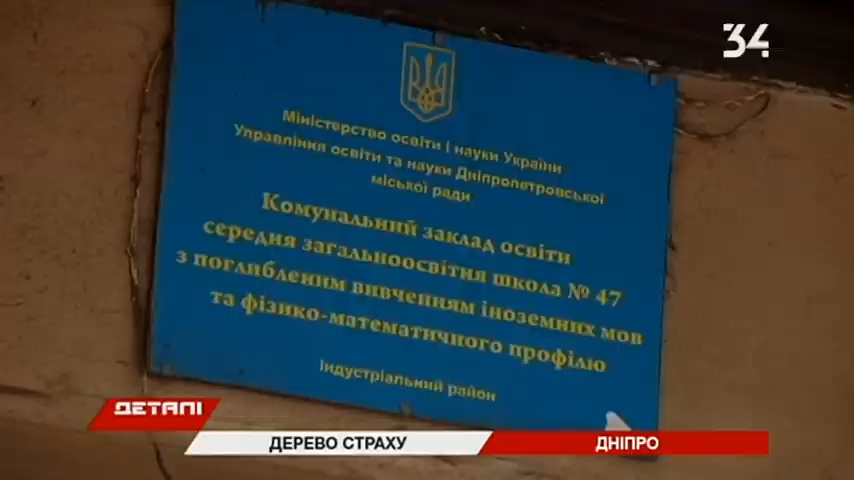 34
Міністерство освіти і науки України
Управління освіти та науки Дніпропетровської
міської ради
Комунальний заклад освіти
середня загальноосвітня школа № 47
з поглибленим вивченням іноземних мов
та фізико-математичного профілю
Індустріальний район
ДЕТАЛІ
ДЕРЕВО СТРАХУ
ДНІПРО